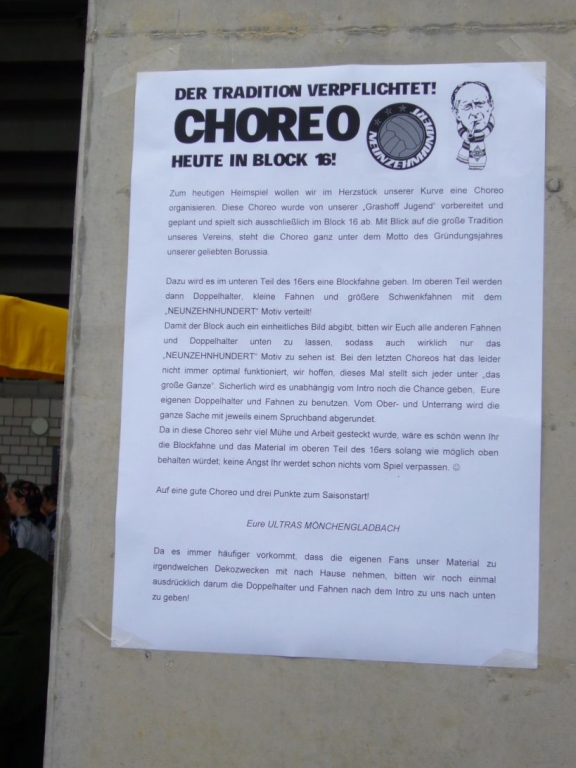 DER TRADITION VERPFLICHTET!
CHOREO
NEUNZEHNHUNDERT
HEUTE IN BLOCK 16!
Zum heutigen Heimspiel wollen wir im Herzstück unserer Kurve eine Choreo
organisieren. Diese Choreo wurde von unserer „Grashoff Jugend" vorbereitet und
geplant und spielt sich ausschließlich im Block 16 ab. Mit Blick auf die große Tradition
unseres Vereins, steht die Choreo ganz unter dem Motto des Gründungsjahres
unserer geliebten Borussia.
Dazu wird es im unteren Teil des 16ers eine Blockfahne geben. Im oberen Teil werden
dann Doppelhalter, kleine Fahnen und größere Schwenkfahnen mit dem
„NEUNZEHNHUNDERT" Motiv verteilt!
Damit der Block auch ein einheitliches Bild abgibt, bitten wir Euch alle anderen Fahnen
und Doppelhalter unten zu lassen, sodass auch wirklich nur das
„NEUNZEHNHUNDERT" Motiv zu sehen ist. Bei den letzten Choreos hat das leider
nicht immer optimal funktioniert, wir hoffen, dieses Mal stellt sich jeder unter „das
große Ganze". Sicherlich wird es unabhängig vom Intro noch die Chance geben, Eure
eigenen Doppelhalter und Fahnen zu benutzen. Vom Ober- und Unterrang wird die
ganze Sache mit jeweils einem Spruchband abgerundet.
Da in diese Choreo sehr viel Mühe und Arbeit gesteckt wurde, wäre es schön wenn Ihr
die Blockfahne und das Material im oberen Teil des 16ers solang wie möglich oben
behalten würdet; keine Angst Ihr werdet schon nichts vom Spiel verpassen. ☺
Auf eine gute Choreo und drei Punkte zum Saisonstart!
Eure ULTRAS MÖNCHENGLADBACH
Da es immer häufiger vorkommt, dass die eigenen Fans unser Material zu
irgendwelchen Dekozwecken mit nach Hause nehmen, bitten wir noch einmal
ausdrücklich darum die Doppelhalter und Fahnen nach dem Intro zu uns nach unten
zu geben!